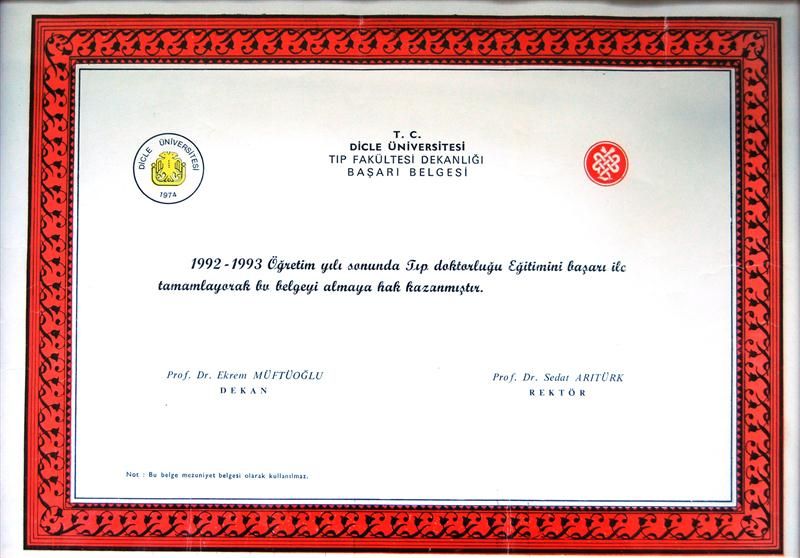 DİCLE ÜNİVERSİTESİ
1974
T. C.
DİCLE ÜNİVERSİTESİ
TIP FAKÜLTESİ DEKANLIĞI
BAŞARI BELGESİ
1992-1993 Öğretim yılı sonunda Tıp doktorluğu Eğitimini başarı ile
tamamlayorak bu belgeyi almaya hak kazanmıştır.
Prof. Dr. Ekrem MÜFTÜOĞLU
DEKAN
Prof. Dr. Sedat ARITÜRK
REKTÖR
Not : Bu belge mezuniyet belgesi olarak kullanılmaz.